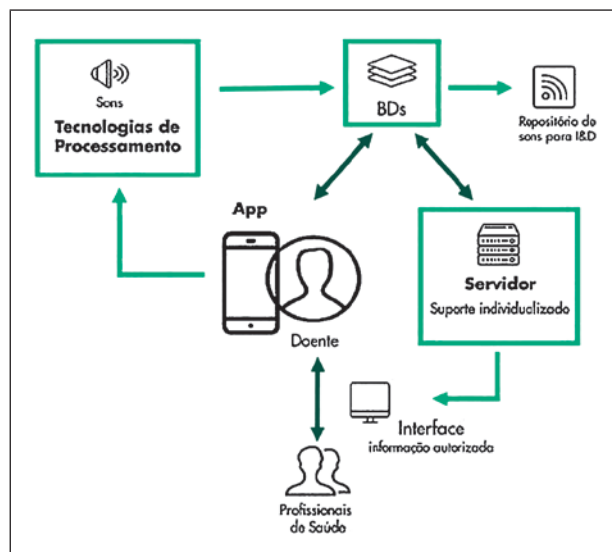 Sons
Tecnologias de
Processamento
BDs
Repositório de
sons para I&D
App
Doente
Servidor
Suporte individualizado
Interface
informação autorizada
Profissionais
de Saúde